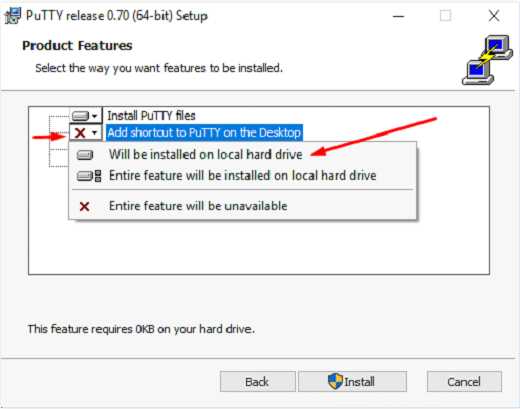 PuTTY release 0.70 (64-bit) Setup
Product Features
Select the way you want features to be installed.
Install PuTTY files
Add shortcut to PuTTY on the Desktop
Will be installed on local hard drive
Entire feature will be installed on local hard drive
Entire feature will be unavailable
This feature requires 0KB on your hard drive.
Back
Install
Cancel